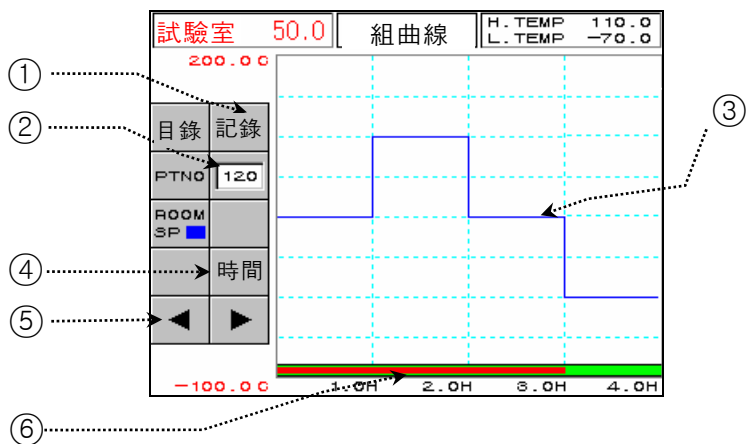 試驗室 50.0 組曲線 H.TEMP 110.0
L.TEMP -70.0
200.0 C
①
②
③
目錄 記錄
PTNO 120
ROOM
SP
④
時間
⑤
◀ ▶
-100.0 C 1.0H 2.0H 3.0H 4.0H
⑥